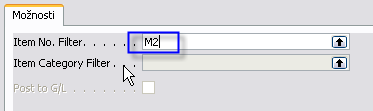 Možnosti
Item No. Filter. . . . . . . M2
Item Category Filter . . .
Post to G/L . . . . . . . .